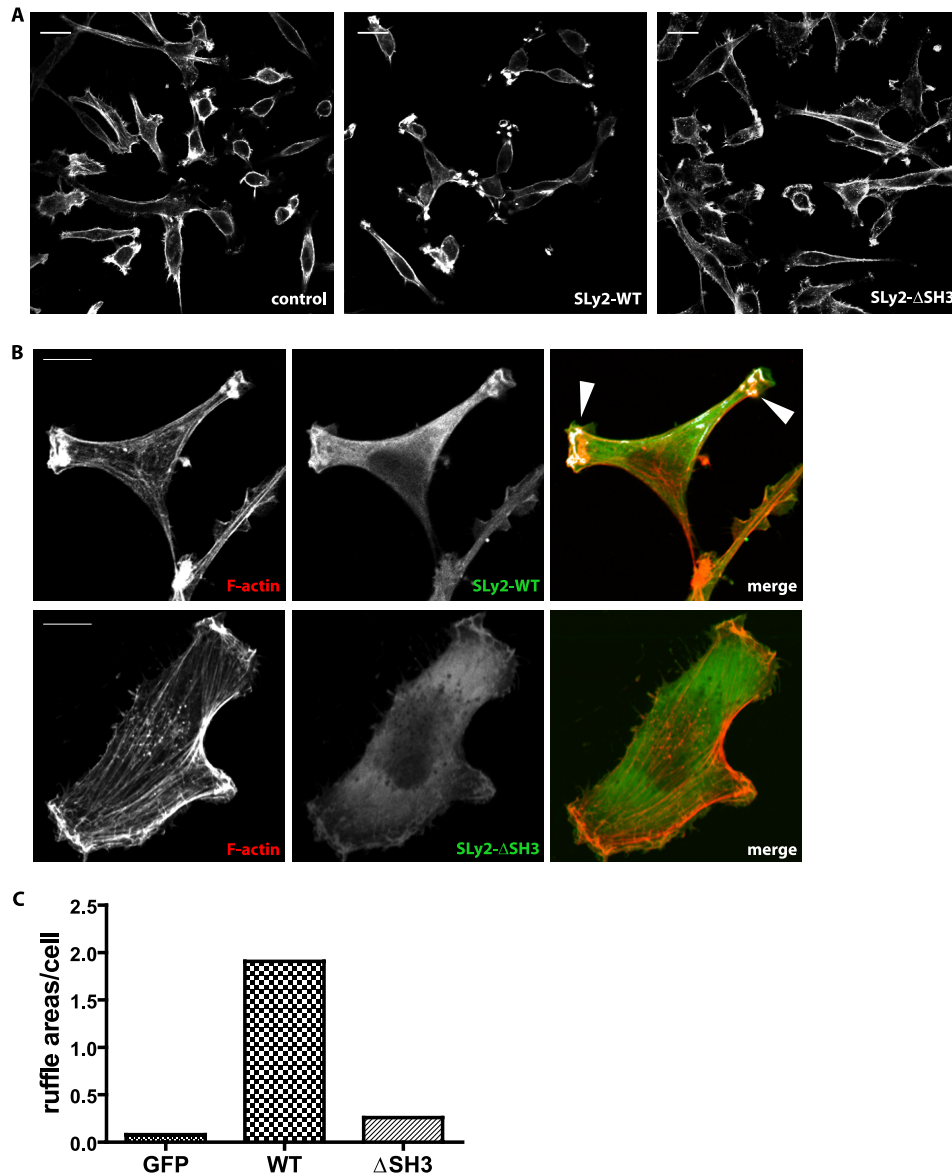 A
control
SLy2-WT
SLy2-ΔSH3
B
F-actin
SLy2-WT
merge
F-actin
SLy2-ΔSH3
merge
C
ruffle areas/cell
2.5
2.0
1.5
1.0
0.5
0.0
GFP
WT
ΔSH3